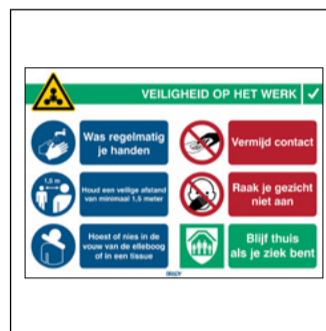 VEILIGHEID OP HET WERK
Was regelmatig
je handen
Vermijd contact
1,5 m
Houd een veilige afstand
van minimaal 1,5 meter
Raak je gezicht
niet aan
Hoest of nies in de
vouw van de elleboog
of in een tissue
Blijf thuis
als je ziek bent
BRADY